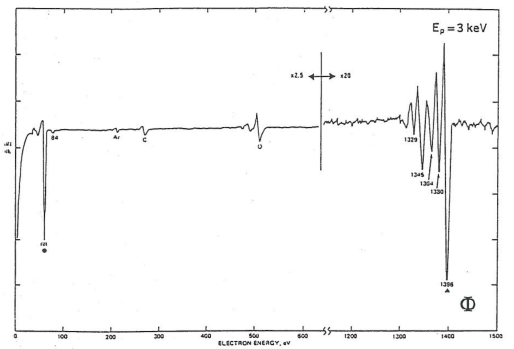 Eₚ = 3 keV
x2.5
x20
84
Ar
C
O
1329
1345
1364
1380
1396
Φ
0 100 200 300 400 500 600 1200 1300 1400 1500
ELECTRON ENERGY, eV